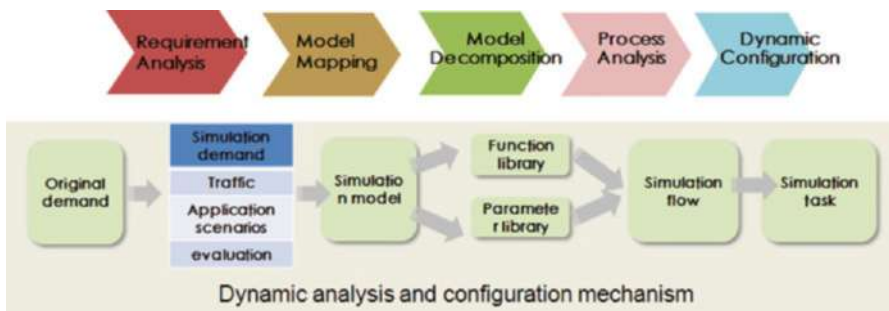 Requirement
Analysis
Model
Mapping
Model
Decomposition
Process
Analysis
Dynamic
Configuration
Original
demand
Simulation
demand
Traffic
Application
scenarios
evaluation
Simulatio
n model
Function
library
Paramete
r library
Simulation
flow
Simulation
task
Dynamic analysis and configuration mechanism